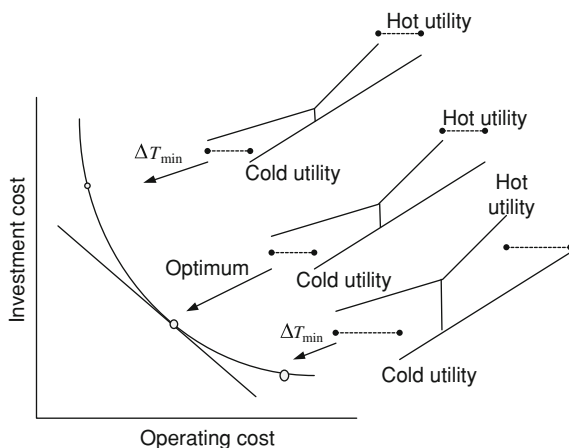 Hot utility
Hot utility
ΔTmin
Cold utility
Hot
utility
Investment cost
Optimum
Cold utility
ΔTmin
Cold utility
Operating cost